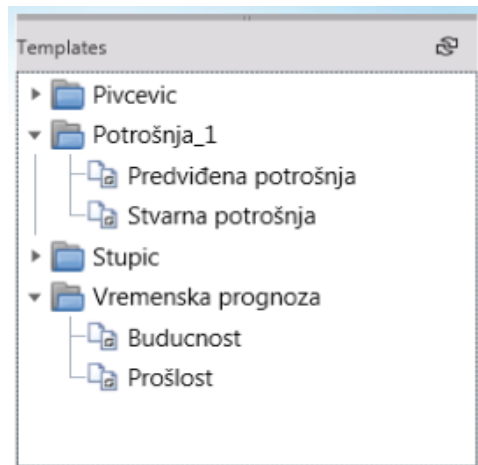 Templates
Pivcevic
Potrošnja_1
Predviđena potrošnja
Stvarna potrošnja
Stupic
Vremenska prognoza
Buducnost
Prošlost